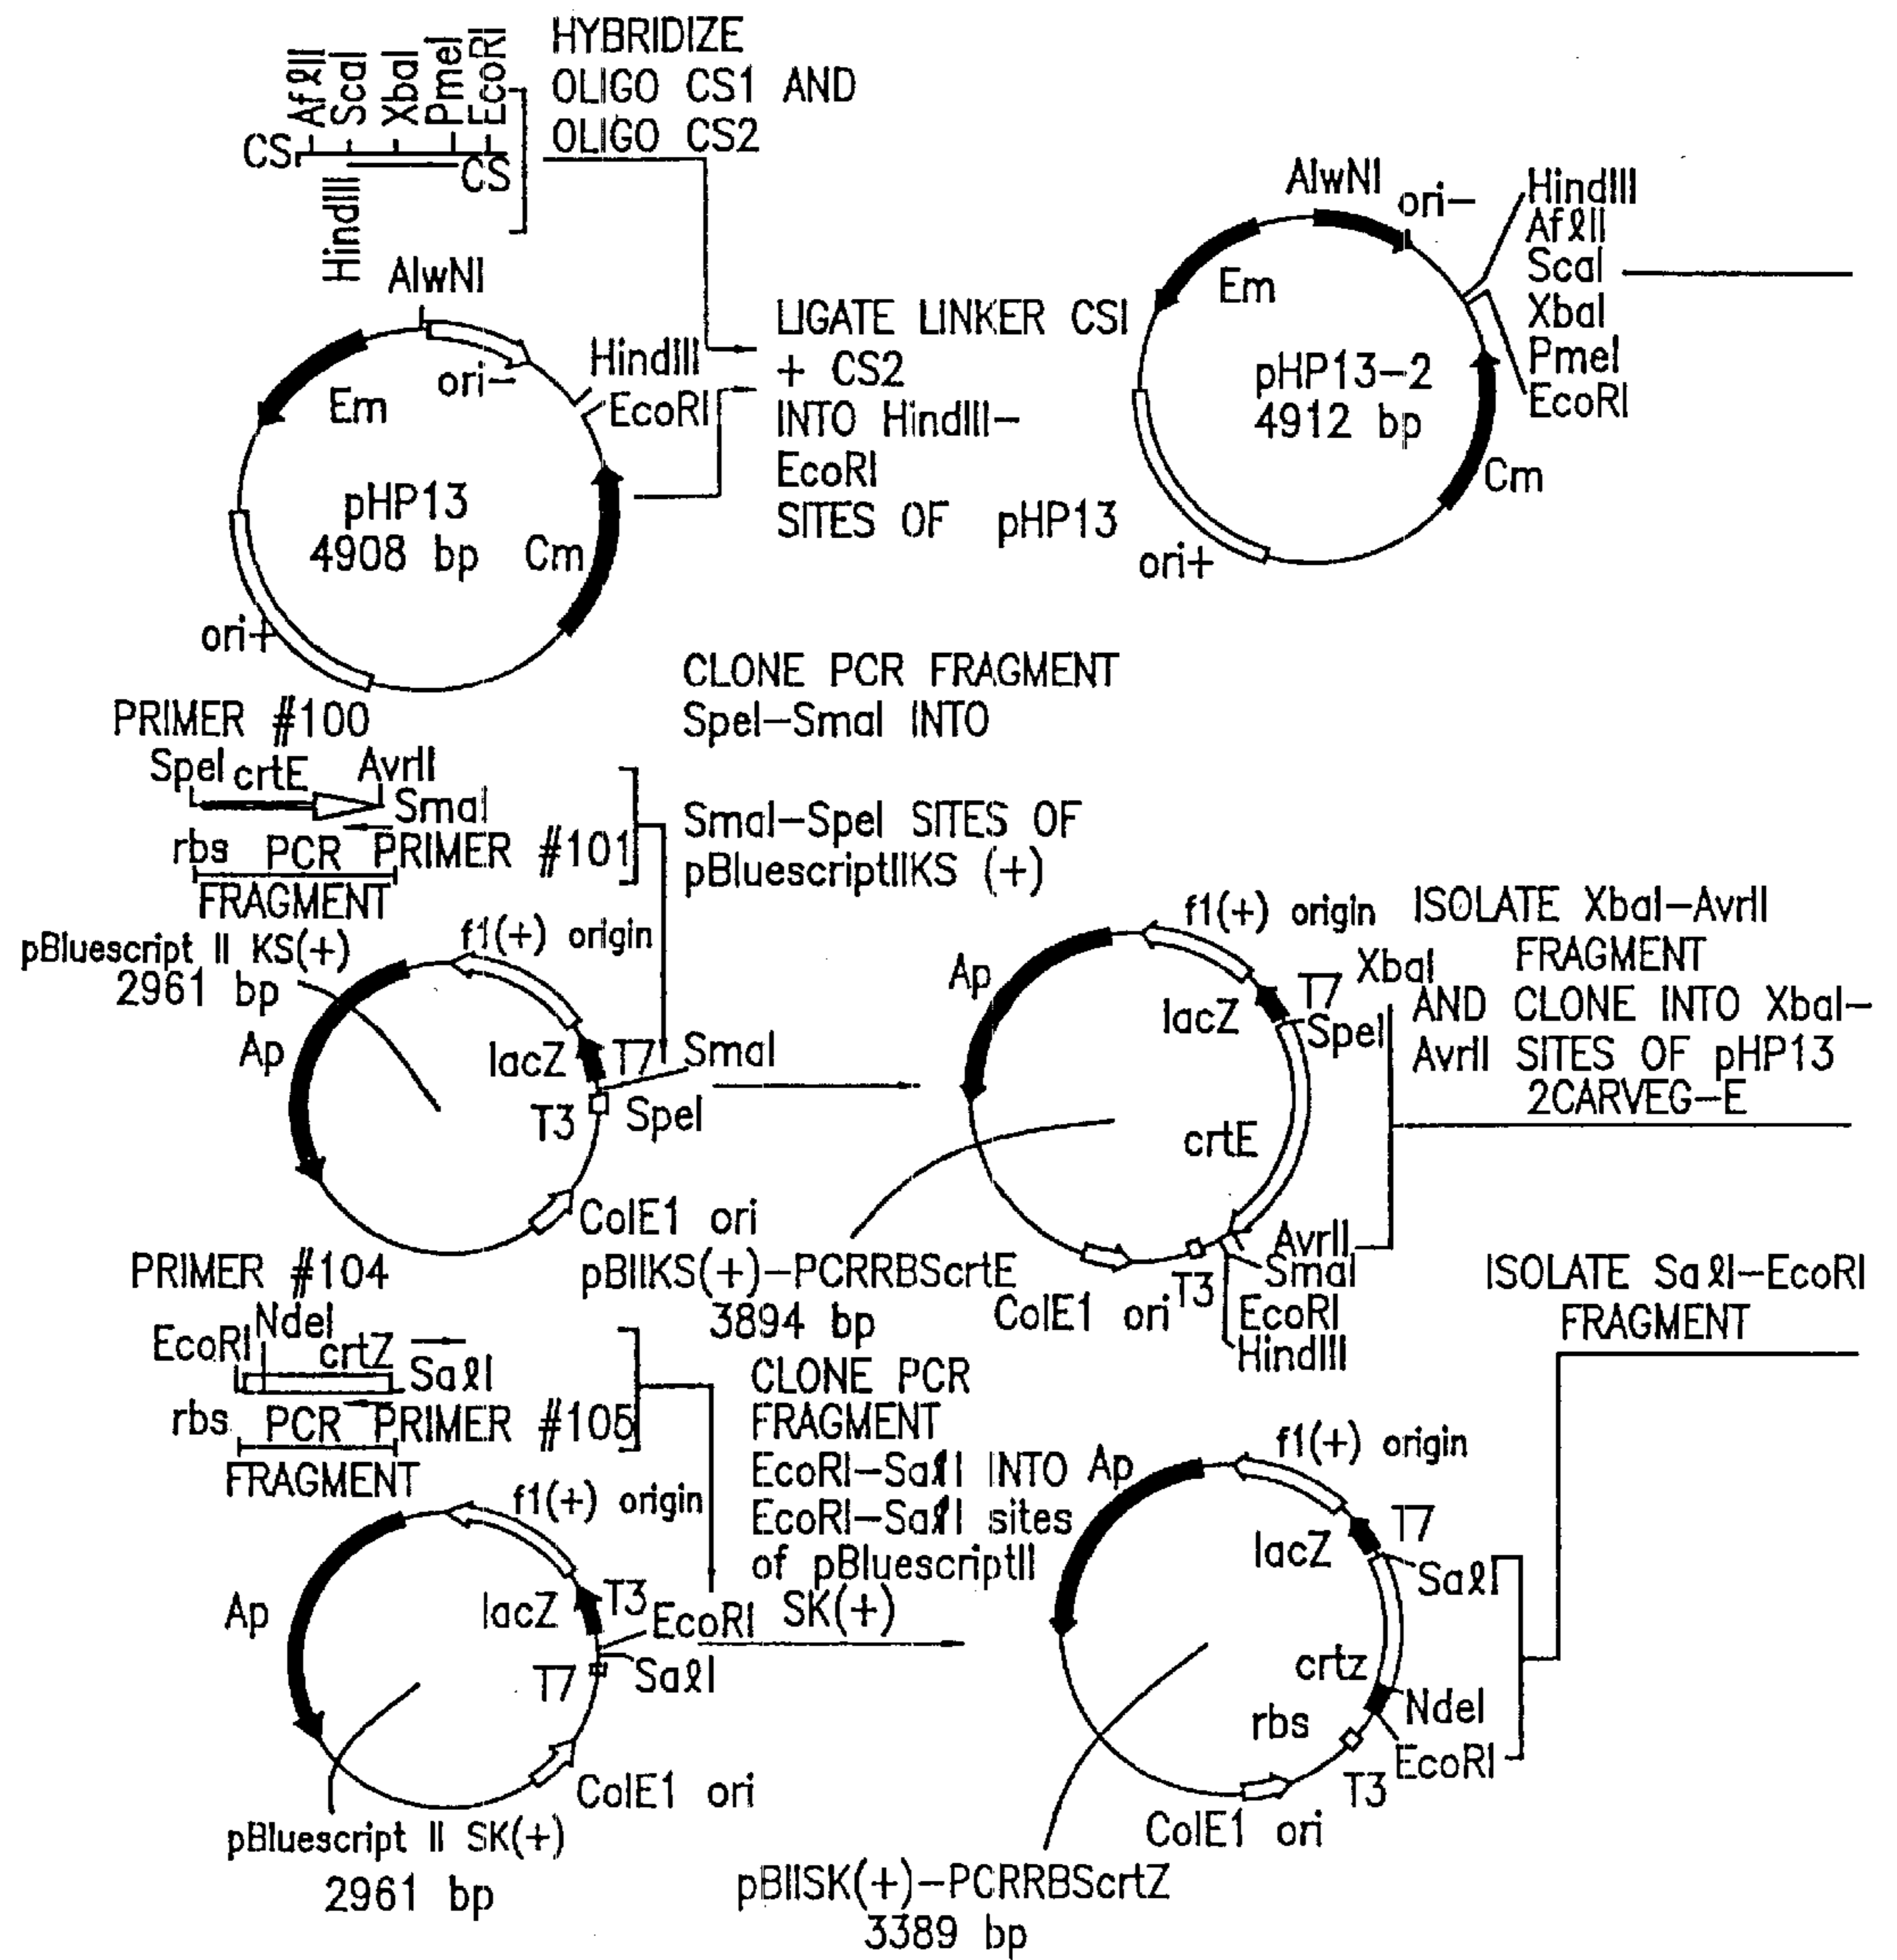 AfℓII
ScaI
XbaI
PmeI
EcoRI
CS
CS
HindIII
HYBRIDIZE
OLIGO CS1 AND
OLIGO CS2
AlwNI
ori-
HindIII
EcoRI
Em
pHP13
4908 bp
Cm
ori+
LIGATE LINKER CSI
+ CS2
INTO HindIII-
EcoRI
SITES OF pHP13
AlwNI
ori-
HindIII
AfℓII
ScaI
XbaI
PmeI
EcoRI
Em
pHP13-2
4912 bp
Cm
ori+
PRIMER #100
SpeI crtE AvrII
SmaI
rbs PCR PRIMER #101
FRAGMENT
CLONE PCR FRAGMENT
SpeI-SmaI INTO
SmaI-SpeI SITES OF
pBluescriptIIKS (+)
pBluescript II KS(+)
2961 bp
f1(+) origin
Ap
lacZ
T7
SmaI
T3
SpeI
ColE1 ori
f1(+) origin
Ap
lacZ
T7
XbaI
SpeI
crtE
AvrII
SmaI
EcoRI
HindIII
T3
ColE1 ori
pBIIKS(+)-PCRRBScrtE
3894 bp
ISOLATE XbaI-AvrII
FRAGMENT
AND CLONE INTO XbaI-
AvrII SITES OF pHP13
2CARVEG-E
PRIMER #104
EcoRI NdeI crtZ
SaℓI
rbs PCR PRIMER #105
FRAGMENT
CLONE PCR
FRAGMENT
EcoRI-SaℓI INTO
EcoRI-SaℓI sites
of pBluescriptII
SK(+)
f1(+) origin
Ap
lacZ
T3
EcoRI
SaℓI
T7
ColE1 ori
pBluescript II SK(+)
2961 bp
Ap
f1(+) origin
lacZ
T7
SaℓI
crtz
NdeI
rbs
EcoRI
T3
ColE1 ori
pBIISK(+)-PCRRBScrtZ
3389 bp
ISOLATE SaℓI-EcoRI
FRAGMENT